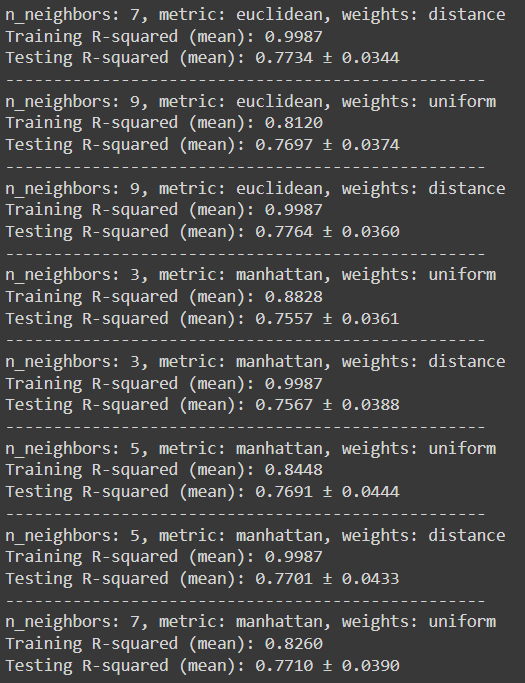 n_neighbors: 7, metric: euclidean, weights: distance
Training R-squared (mean): 0.9987
Testing R-squared (mean): 0.7734 ± 0.0344
--------------------------------------------------
n_neighbors: 9, metric: euclidean, weights: uniform
Training R-squared (mean): 0.8120
Testing R-squared (mean): 0.7697 ± 0.0374
--------------------------------------------------
n_neighbors: 9, metric: euclidean, weights: distance
Training R-squared (mean): 0.9987
Testing R-squared (mean): 0.7764 ± 0.0360
--------------------------------------------------
n_neighbors: 3, metric: manhattan, weights: uniform
Training R-squared (mean): 0.8828
Testing R-squared (mean): 0.7557 ± 0.0361
--------------------------------------------------
n_neighbors: 3, metric: manhattan, weights: distance
Training R-squared (mean): 0.9987
Testing R-squared (mean): 0.7567 ± 0.0388
--------------------------------------------------
n_neighbors: 5, metric: manhattan, weights: uniform
Training R-squared (mean): 0.8448
Testing R-squared (mean): 0.7691 ± 0.0444
--------------------------------------------------
n_neighbors: 5, metric: manhattan, weights: distance
Training R-squared (mean): 0.9987
Testing R-squared (mean): 0.7701 ± 0.0433
--------------------------------------------------
n_neighbors: 7, metric: manhattan, weights: uniform
Training R-squared (mean): 0.8260
Testing R-squared (mean): 0.7710 ± 0.0390